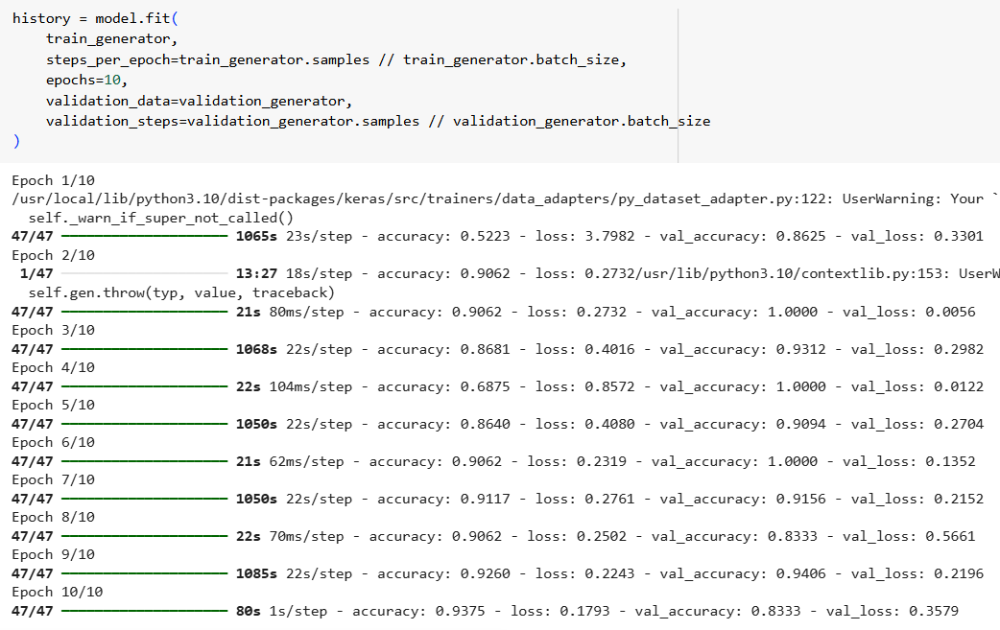 history = model.fit(
    train_generator,
    steps_per_epoch=train_generator.samples // train_generator.batch_size,
    epochs=10,
    validation_data=validation_generator,
    validation_steps=validation_generator.samples // validation_generator.batch_size
)
Epoch 1/10
/usr/local/lib/python3.10/dist-packages/keras/src/trainers/data_adapters/py_dataset_adapter.py:122: UserWarning: Your `
  self._warn_if_super_not_called()
47/47 ━━━━━━━━━━━━━━━━━━━━ 1065s 23s/step - accuracy: 0.5223 - loss: 3.7982 - val_accuracy: 0.8625 - val_loss: 0.3301
Epoch 2/10
 1/47 ━━━━━━━━━━━━━━━━━━━━ 13:27 18s/step - accuracy: 0.9062 - loss: 0.2732/usr/lib/python3.10/contextlib.py:153: UserW
  self.gen.throw(typ, value, traceback)
47/47 ━━━━━━━━━━━━━━━━━━━━ 21s 80ms/step - accuracy: 0.9062 - loss: 0.2732 - val_accuracy: 1.0000 - val_loss: 0.0056
Epoch 3/10
47/47 ━━━━━━━━━━━━━━━━━━━━ 1068s 22s/step - accuracy: 0.8681 - loss: 0.4016 - val_accuracy: 0.9312 - val_loss: 0.2982
Epoch 4/10
47/47 ━━━━━━━━━━━━━━━━━━━━ 22s 104ms/step - accuracy: 0.6875 - loss: 0.8572 - val_accuracy: 1.0000 - val_loss: 0.0122
Epoch 5/10
47/47 ━━━━━━━━━━━━━━━━━━━━ 1050s 22s/step - accuracy: 0.8640 - loss: 0.4080 - val_accuracy: 0.9094 - val_loss: 0.2704
Epoch 6/10
47/47 ━━━━━━━━━━━━━━━━━━━━ 21s 62ms/step - accuracy: 0.9062 - loss: 0.2319 - val_accuracy: 1.0000 - val_loss: 0.1352
Epoch 7/10
47/47 ━━━━━━━━━━━━━━━━━━━━ 1050s 22s/step - accuracy: 0.9117 - loss: 0.2761 - val_accuracy: 0.9156 - val_loss: 0.2152
Epoch 8/10
47/47 ━━━━━━━━━━━━━━━━━━━━ 22s 70ms/step - accuracy: 0.9062 - loss: 0.2502 - val_accuracy: 0.8333 - val_loss: 0.5661
Epoch 9/10
47/47 ━━━━━━━━━━━━━━━━━━━━ 1085s 22s/step - accuracy: 0.9260 - loss: 0.2243 - val_accuracy: 0.9406 - val_loss: 0.2196
Epoch 10/10
47/47 ━━━━━━━━━━━━━━━━━━━━ 80s 1s/step - accuracy: 0.9375 - loss: 0.1793 - val_accuracy: 0.8333 - val_loss: 0.3579